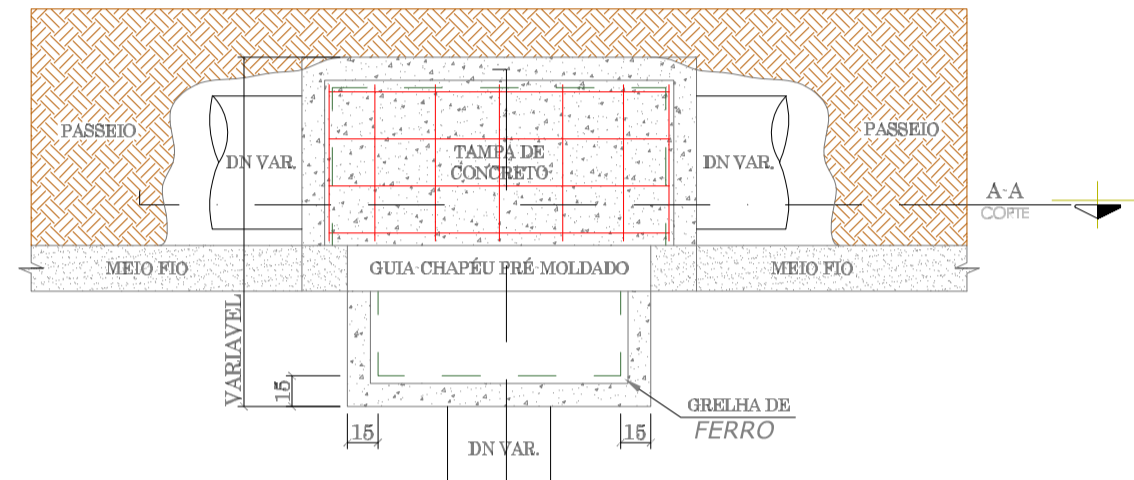 PASSEIO
PASSEIO
DN VAR.
TAMPA DE
CONCRETO
DN VAR.
A-A
COPTE
MEIO FIO
GUIA CHAPÉU PRÉ MOLDADO
MEIO FIO
VARIAVEL
15
GRELHA DE
FERRO
15
15
DN VAR.